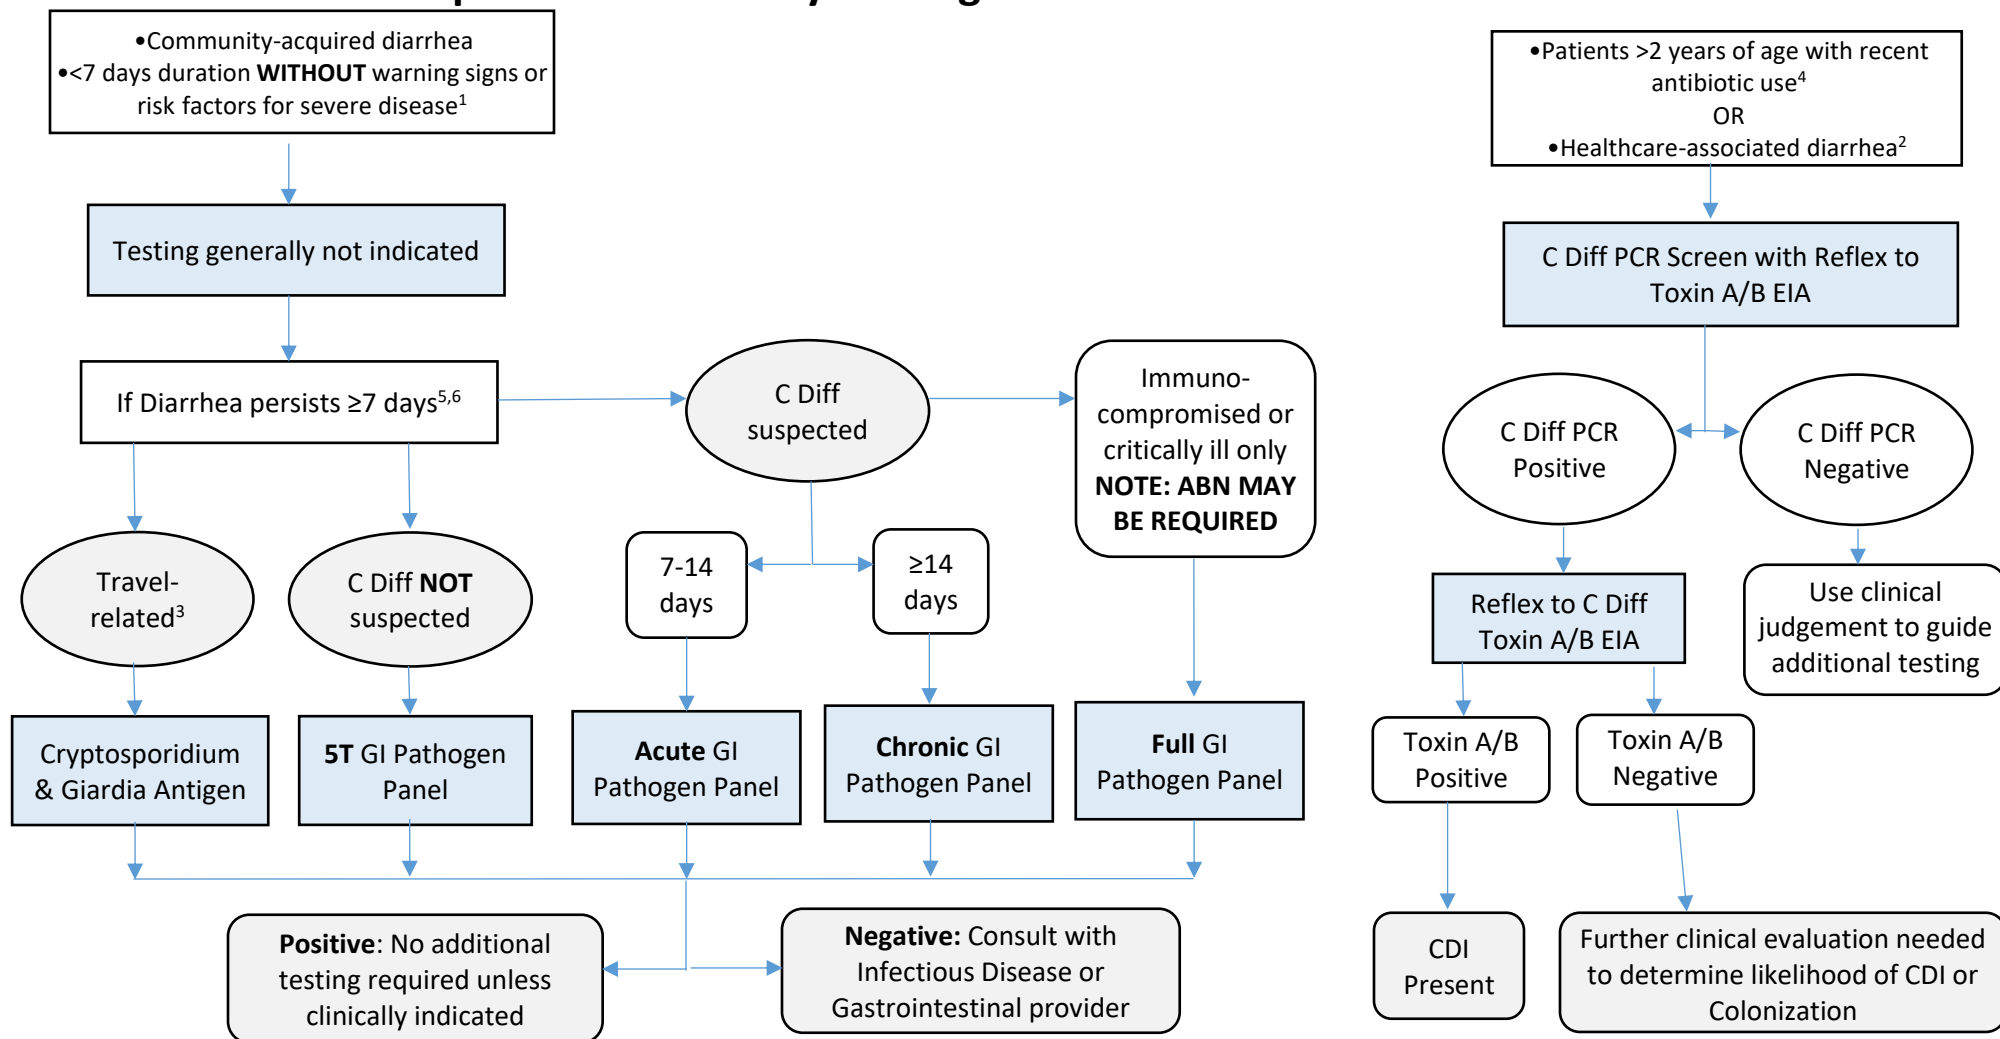 •Community-acquired diarrhea
•<7 days duration WITHOUT warning signs or
risk factors for severe disease1
Testing generally not indicated
If Diarrhea persists ≥7 days5,6
C Diff
suspected
Immuno-
compromised or
critically ill only
NOTE: ABN MAY
BE REQUIRED
Travel-
related3
C Diff NOT
suspected
7-14
days
≥14
days
Cryptosporidium
& Giardia Antigen
5T GI Pathogen
Panel
Acute GI
Pathogen Panel
Chronic GI
Pathogen Panel
Full GI
Pathogen Panel
Positive: No additional
testing required unless
clinically indicated
Negative: Consult with
Infectious Disease or
Gastrointestinal provider
•Patients >2 years of age with recent
antibiotic use4
OR
•Healthcare-associated diarrhea2
C Diff PCR Screen with Reflex to
Toxin A/B EIA
C Diff PCR
Positive
C Diff PCR
Negative
Reflex to C Diff
Toxin A/B EIA
Use clinical
judgement to guide
additional testing
Toxin A/B
Positive
Toxin A/B
Negative
CDI
Present
Further clinical evaluation needed
to determine likelihood of CDI or
Colonization